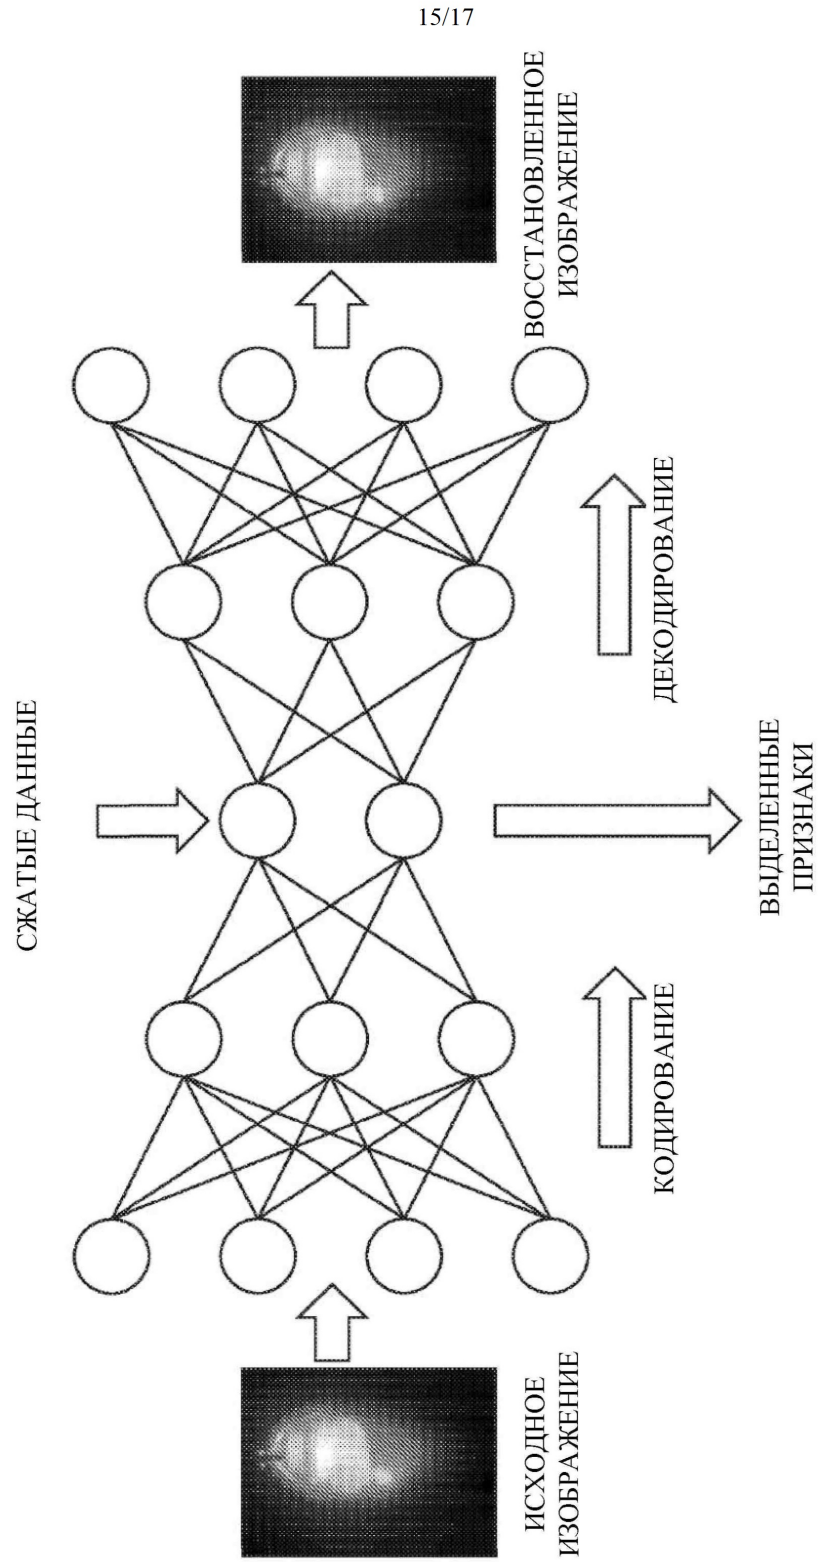 15/17
СЖАТЫЕ ДАННЫЕ
ИСХОДНОЕ
ИЗОБРАЖЕНИЕ
КОДИРОВАНИЕ
ВЫДЕЛЕННЫЕ
ПРИЗНАКИ
ДЕКОДИРОВАНИЕ
ВОССТАНОВЛЕННОЕ
ИЗОБРАЖЕНИЕ